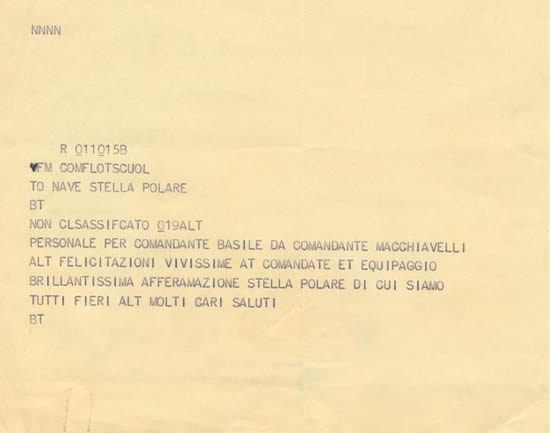 NNNN
R 011015B
FM COMFLOTSCUOL
TO NAVE STELLA POLARE
BT
NON CLSASSIFCATO 019ALT
PERSONALE PER COMANDANTE BASILE DA COMANDANTE MACCHIAVELLI
ALT FELICITAZIONI VIVISSIME AT COMANDATE ET EQUIPAGGIO
BRILLANTISSIMA AFFERAMAZIONE STELLA POLARE DI CUI SIAMO
TUTTI FIERI ALT MOLTI CARI SALUTI
BT